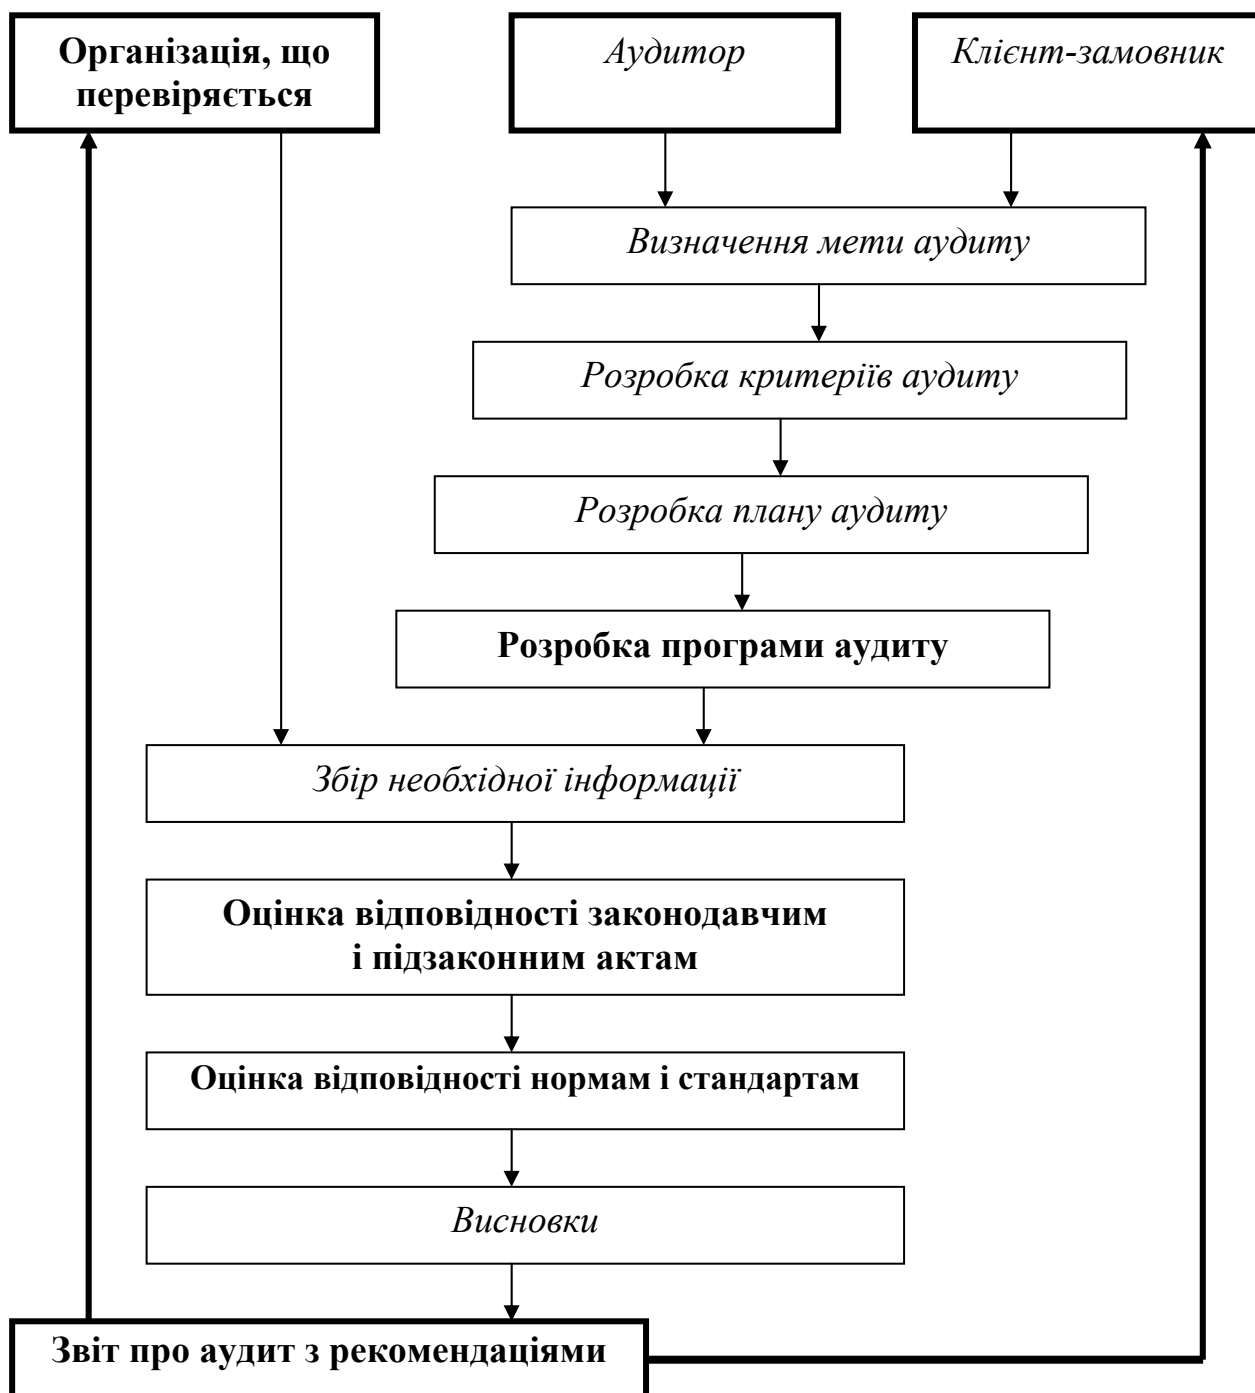 Організація, що
перевіряється
Аудитор
Клієнт-замовник
Визначення мети аудиту
Розробка критеріїв аудиту
Розробка плану аудиту
Розробка програми аудиту
Збір необхідної інформації
Оцінка відповідності законодавчим
і підзаконним актам
Оцінка відповідності нормам і стандартам
Висновки
Звіт про аудит з рекомендаціями